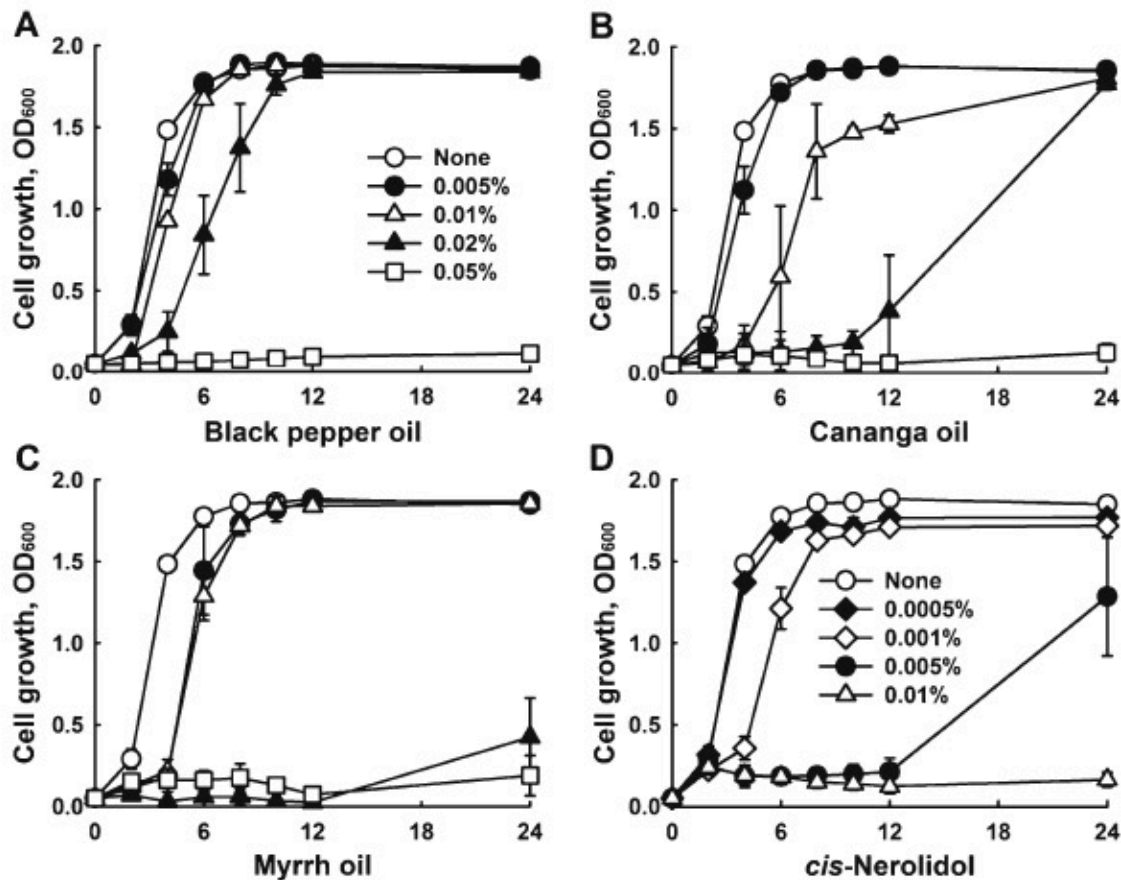 A
Cell growth, OD600
2.0
1.5
1.0
0.5
0.0
None
0.005%
0.01%
0.02%
0.05%
0 6 12 18 24
Black pepper oil
B
Cell growth, OD600
2.0
1.5
1.0
0.5
0.0
0 6 12 18 24
Cananga oil
C
Cell growth, OD600
2.0
1.5
1.0
0.5
0.0
0 6 12 18 24
Myrrh oil
D
Cell growth, OD600
2.0
1.5
1.0
0.5
0.0
None
0.0005%
0.001%
0.005%
0.01%
0 6 12 18 24
cis-Nerolidol